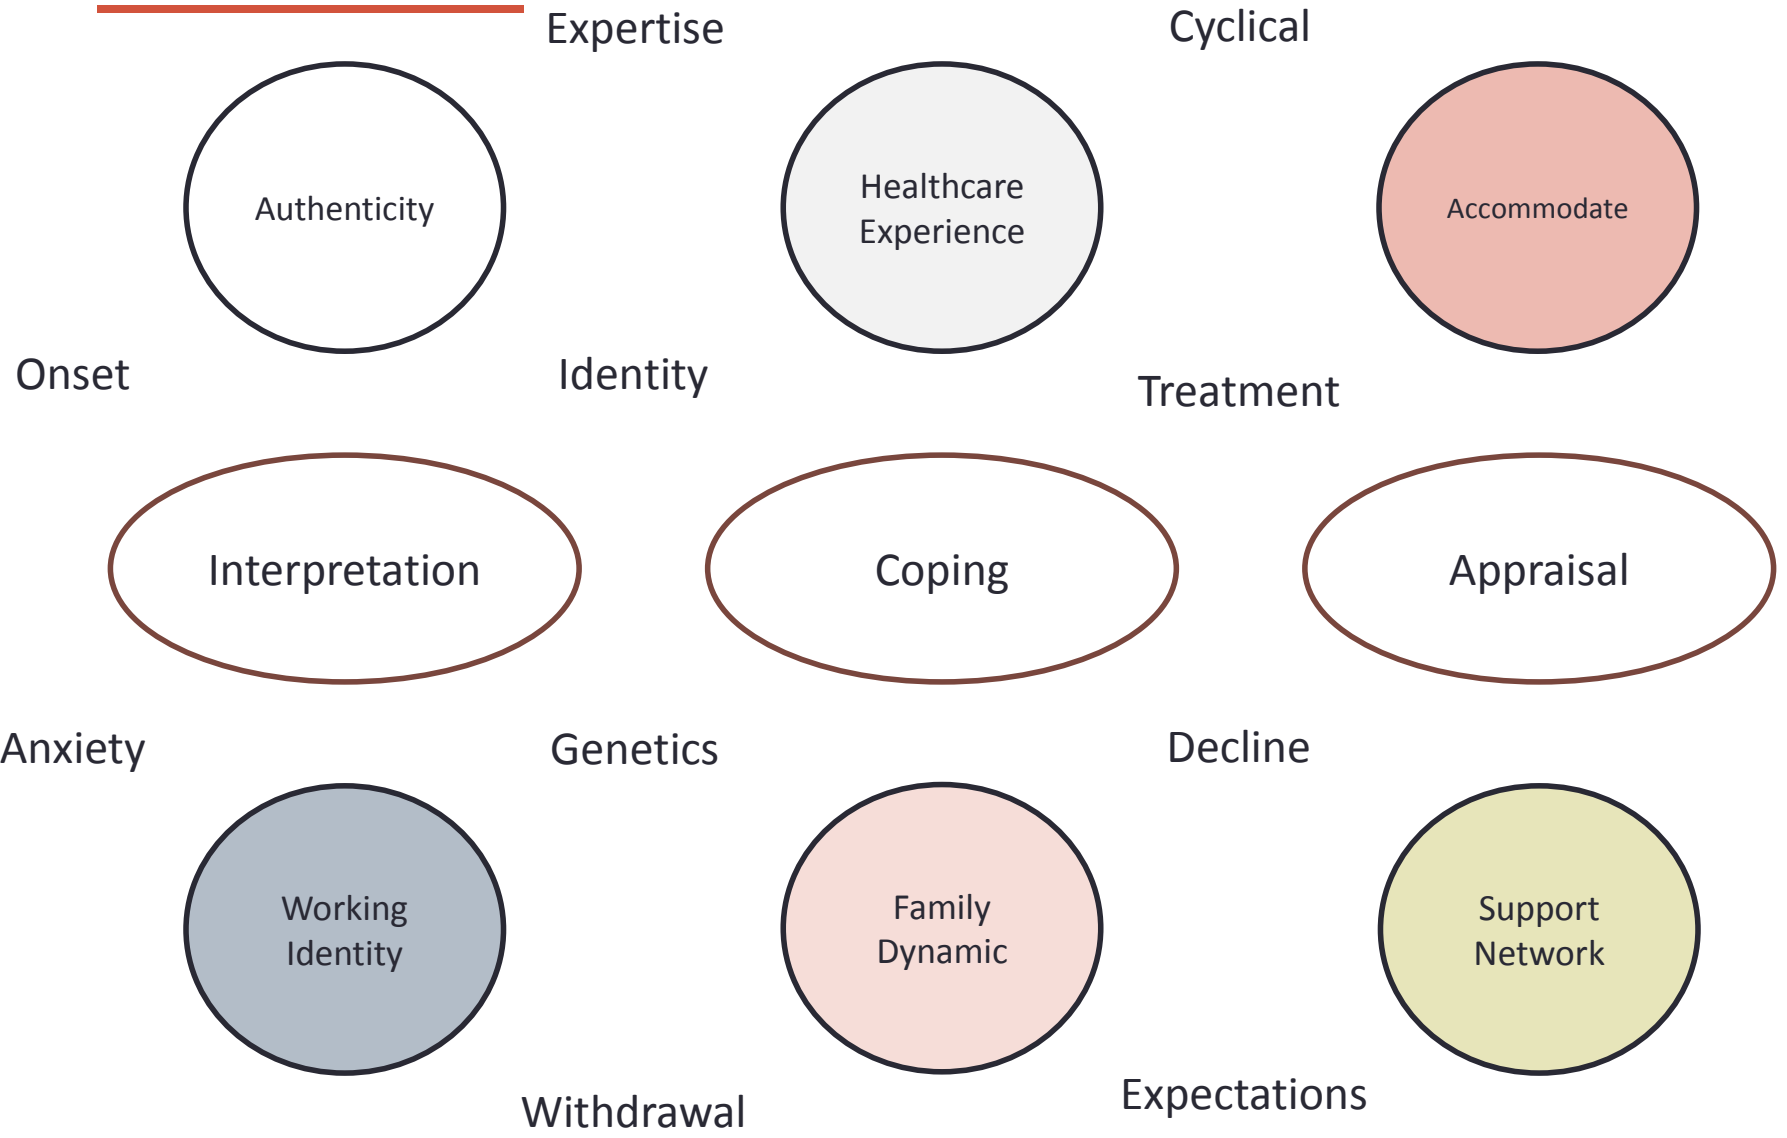 Expertise
Cyclical
Authenticity
Healthcare
Experience
Accommodate
Onset
Identity
Treatment
Interpretation
Coping
Appraisal
Anxiety
Genetics
Decline
Working
Identity
Family
Dynamic
Support
Network
Withdrawal
Expectations